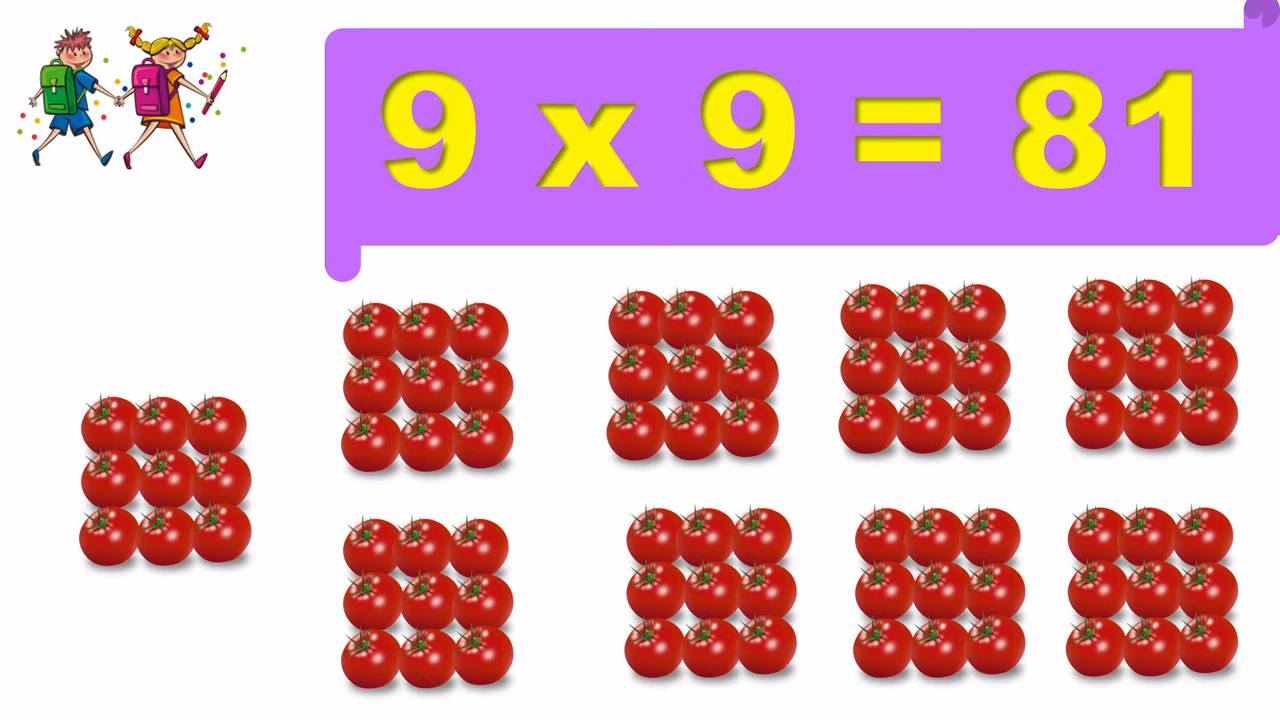 9 x 9 = 81